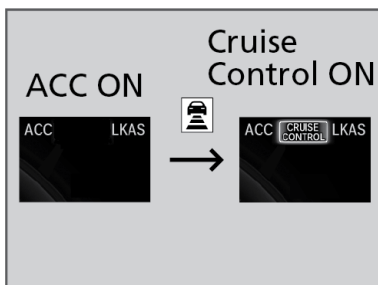 ACC ON
Cruise
Control ON
ACC LKAS
ACC CRUISE CONTROL LKAS